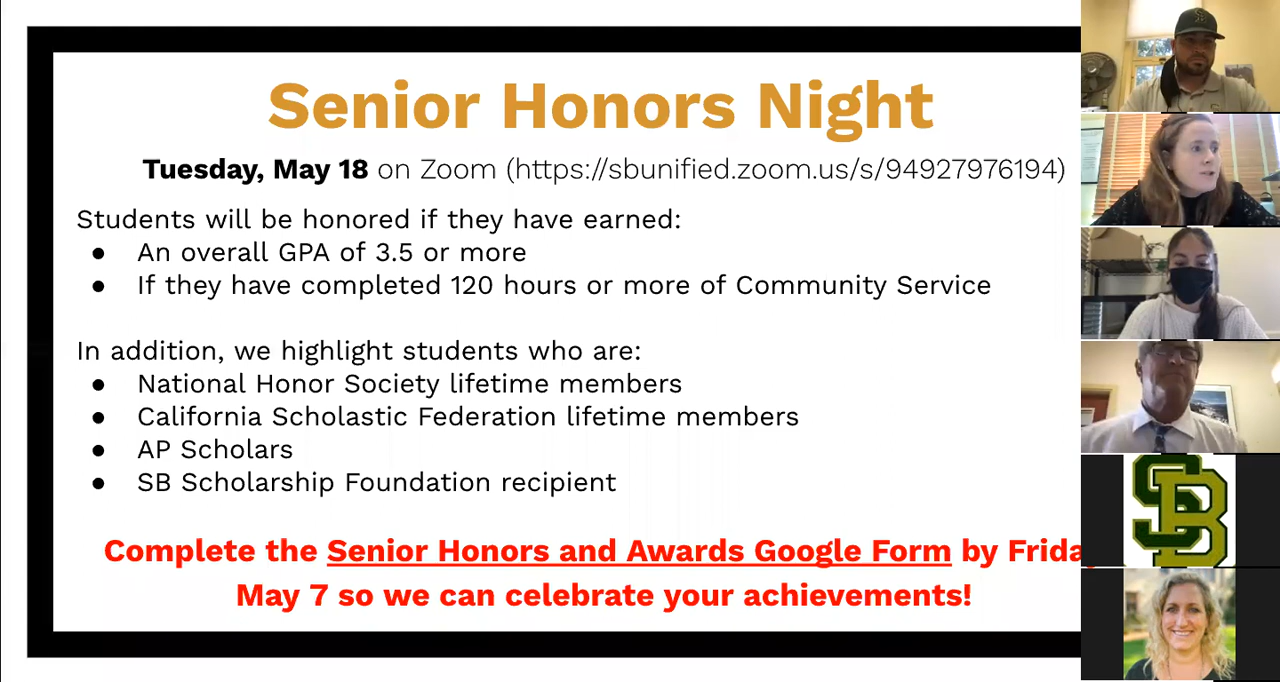 Senior Honors Night
Tuesday, May 18 on Zoom (https://sbunified.zoom.us/s/94927976194)
Students will be honored if they have earned:
● An overall GPA of 3.5 or more
● If they have completed 120 hours or more of Community Service
In addition, we highlight students who are:
● National Honor Society lifetime members
● California Scholastic Federation lifetime members
● AP Scholars
● SB Scholarship Foundation recipient
Complete the Senior Honors and Awards Google Form by Friday
May 7 so we can celebrate your achievements!
SB